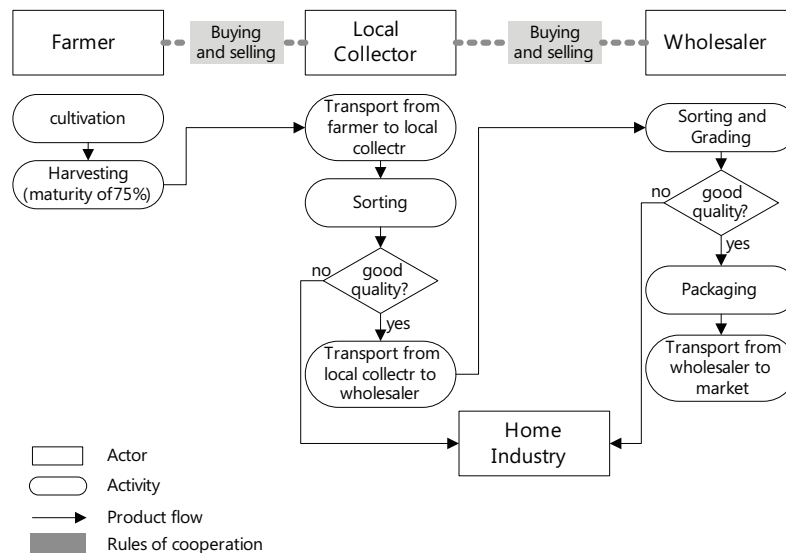 Farmer
Buying
and selling
Local
Collector
Buying
and selling
Wholesaler
cultivation
Harvesting
(maturity of75%)
Transport from
farmer to local
collectr
Sorting
no
good
quality?
yes
Transport from
local collectr to
wholesaler
Sorting and
Grading
no
good
quality?
yes
Packaging
Transport from
wholesaler to
market
Home
Industry
Actor
Activity
Product flow
Rules of cooperation